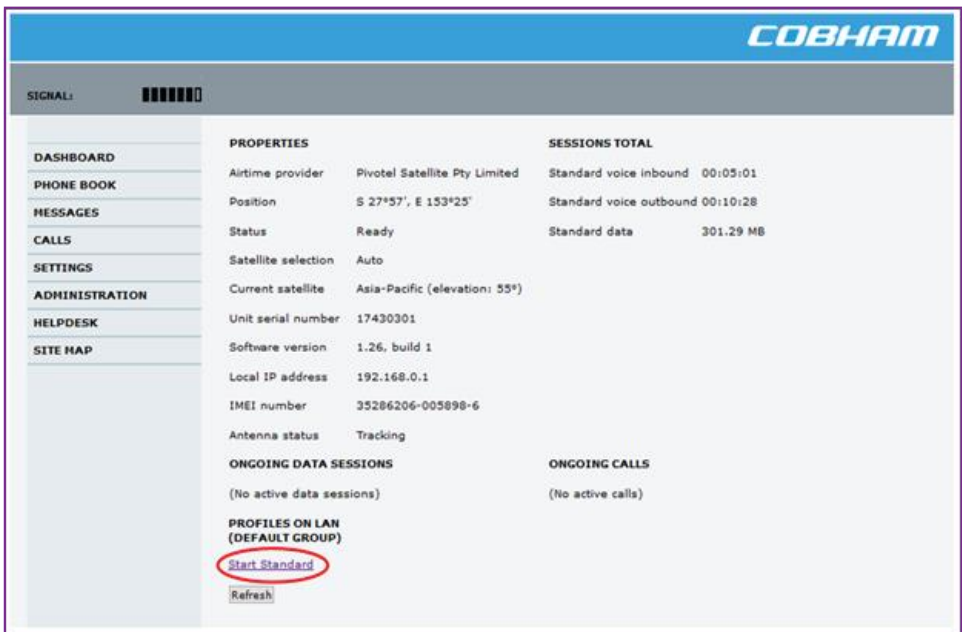 COBHAM
SIGNAL:
DASHBOARD
PHONE BOOK
MESSAGES
CALLS
SETTINGS
ADMINISTRATION
HELPDESK
SITE MAP
PROPERTIES
Airtime provider Pivotel Satellite Pty Limited
Position S 27°57', E 153°25'
Status Ready
Satellite selection Auto
Current satellite Asia-Pacific (elevation: 55°)
Unit serial number 17430301
Software version 1.26, build 1
Local IP address 192.168.0.1
IMEI number 35286206-005898-6
Antenna status Tracking
SESSIONS TOTAL
Standard voice inbound 00:05:01
Standard voice outbound 00:10:28
Standard data 301.29 MB
ONGOING DATA SESSIONS
(No active data sessions)
ONGOING CALLS
(No active calls)
PROFILES ON LAN
(DEFAULT GROUP)
Start Standard
Refresh